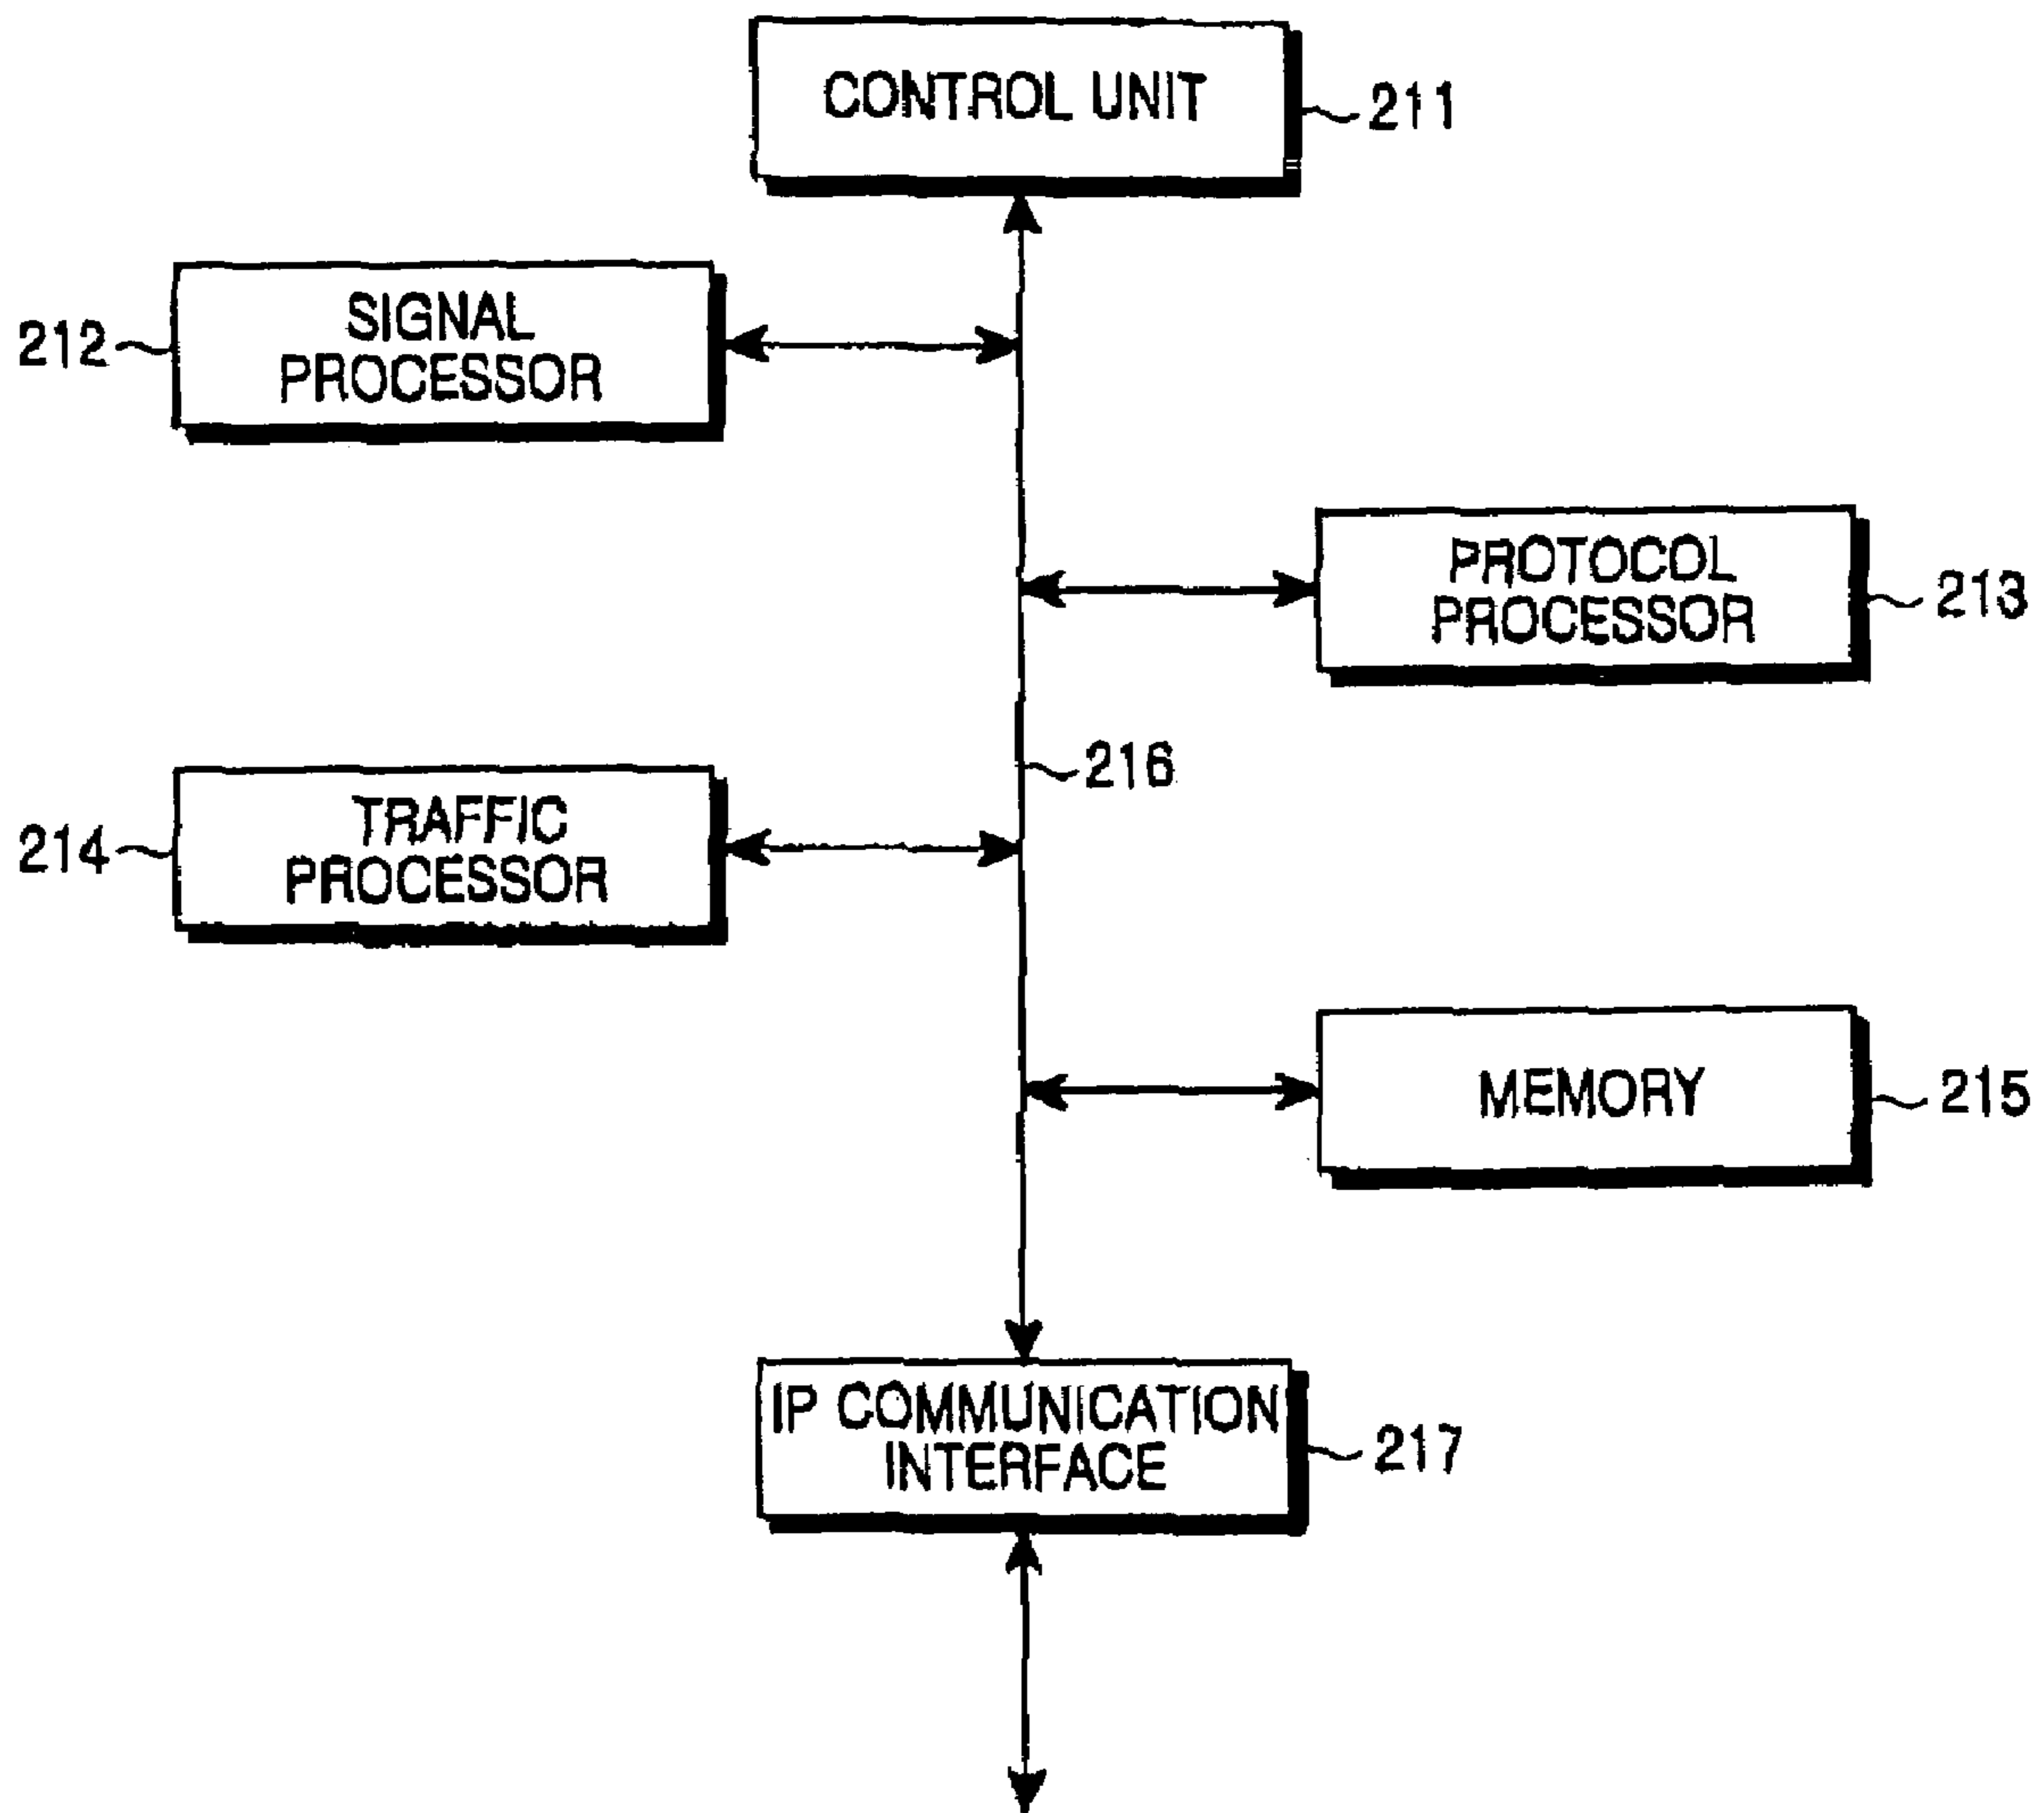 CONTROL UNIT
211
212
SIGNAL
PROCESSOR
PROTOCOL
PROCESSOR
213
216
214
TRAFFIC
PROCESSOR
MEMORY
215
IP COMMUNICATION
INTERFACE
217